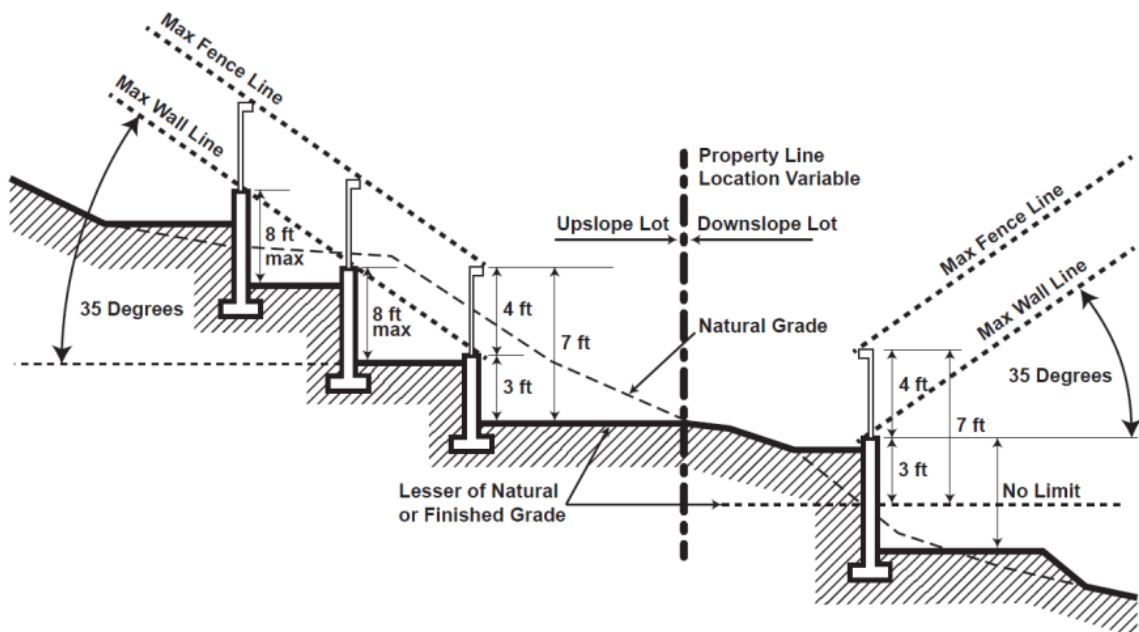 Max Fence Line
Max Wall Line
Property Line
Location Variable
Upslope Lot
Downslope Lot
8 ft
max
35 Degrees
8 ft
max
4 ft
7 ft
3 ft
Natural Grade
Max Fence Line
Max Wall Line
35 Degrees
4 ft
7 ft
3 ft
No Limit
Lesser of Natural
or Finished Grade